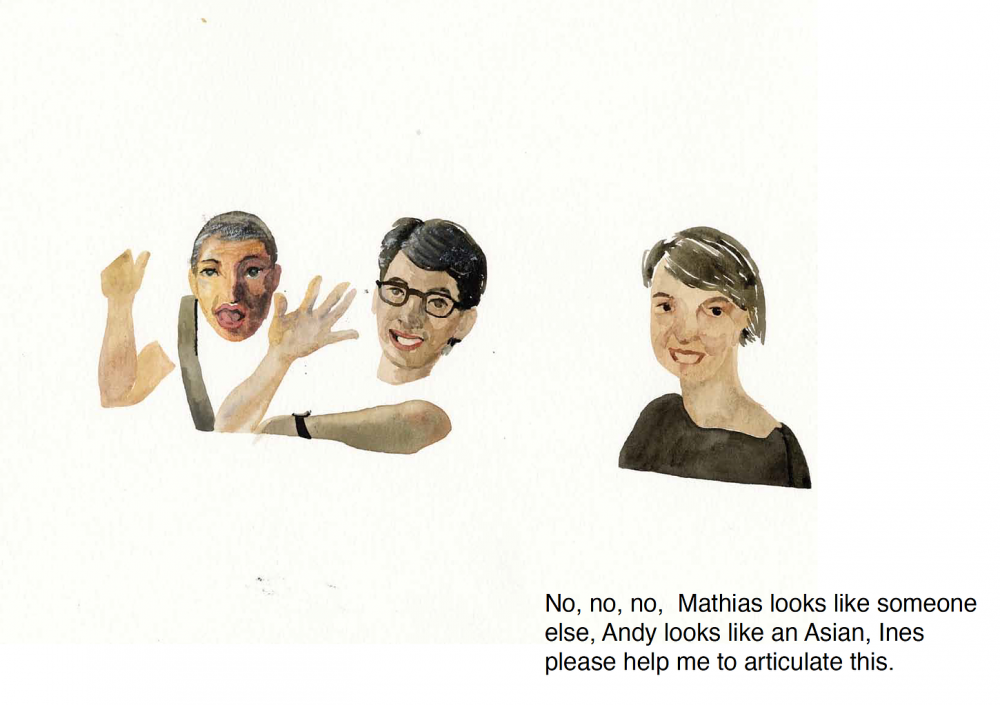 No, no, no,  Mathias looks like someone
else, Andy looks like an Asian, Ines
please help me to articulate this.